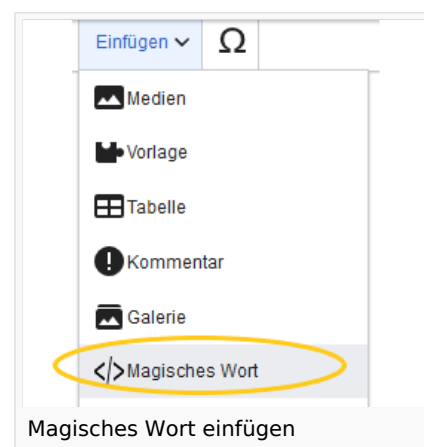 Einfügen Ω
Medien
Vorlage
Tabelle
Kommentar
Galerie
</>Magisches Wort
Magisches Wort einfügen